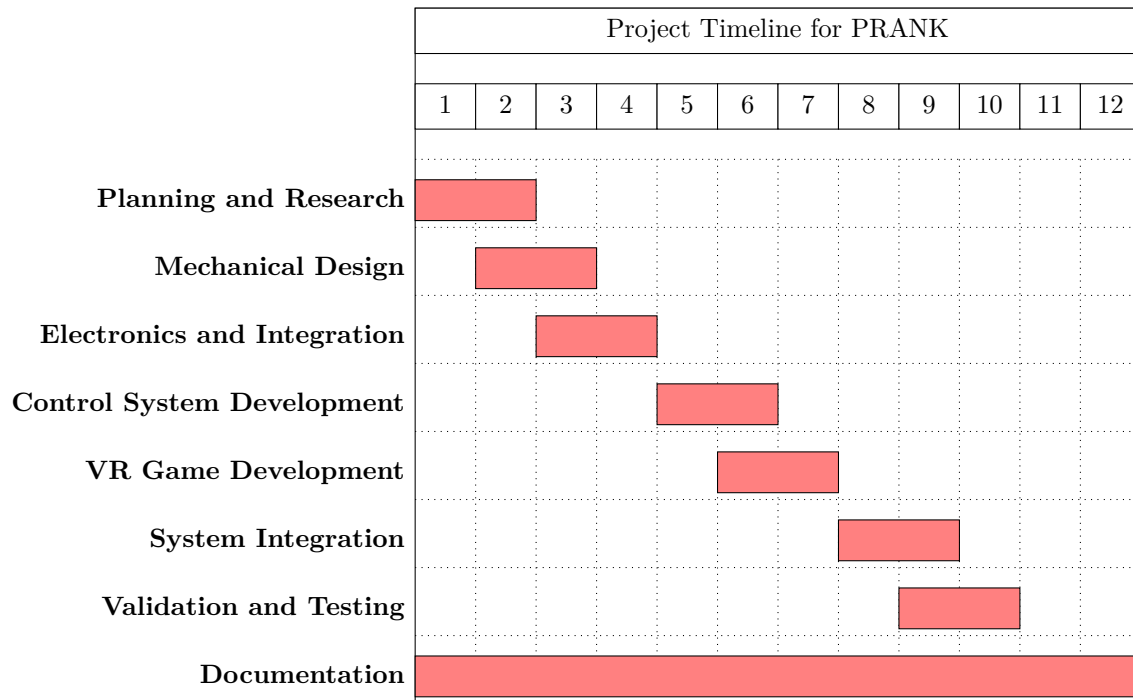 Project Timeline for PRANK
1 2 3 4 5 6 7 8 9 10 11 12
Planning and Research
Mechanical Design
Electronics and Integration
Control System Development
VR Game Development
System Integration
Validation and Testing
Documentation